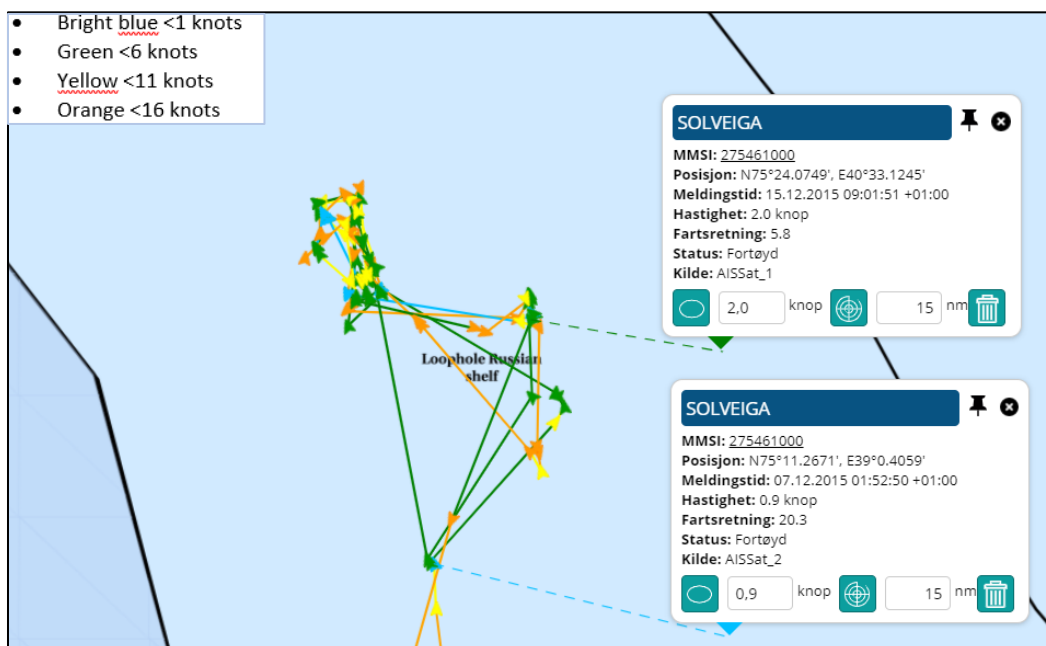 Bright blue <1 knots
Green <6 knots
Yellow <11 knots
Orange <16 knots
SOLVEIGA
MMSI: 275461000
Posisjon: N75°24.0749', E40°33.1245'
Meldingstid: 15.12.2015 09:01:51 +01:00
Hastighet: 2.0 knop
Fartsretning: 5.8
Status: Fortøyd
Kilde: AISSat_1
2,0 knop 15 nm
Loophole Russian
shelf
SOLVEIGA
MMSI: 275461000
Posisjon: N75°11.2671', E39°0.4059'
Meldingstid: 07.12.2015 01:52:50 +01:00
Hastighet: 0.9 knop
Fartsretning: 20.3
Status: Fortøyd
Kilde: AISSat_2
0,9 knop 15 nm